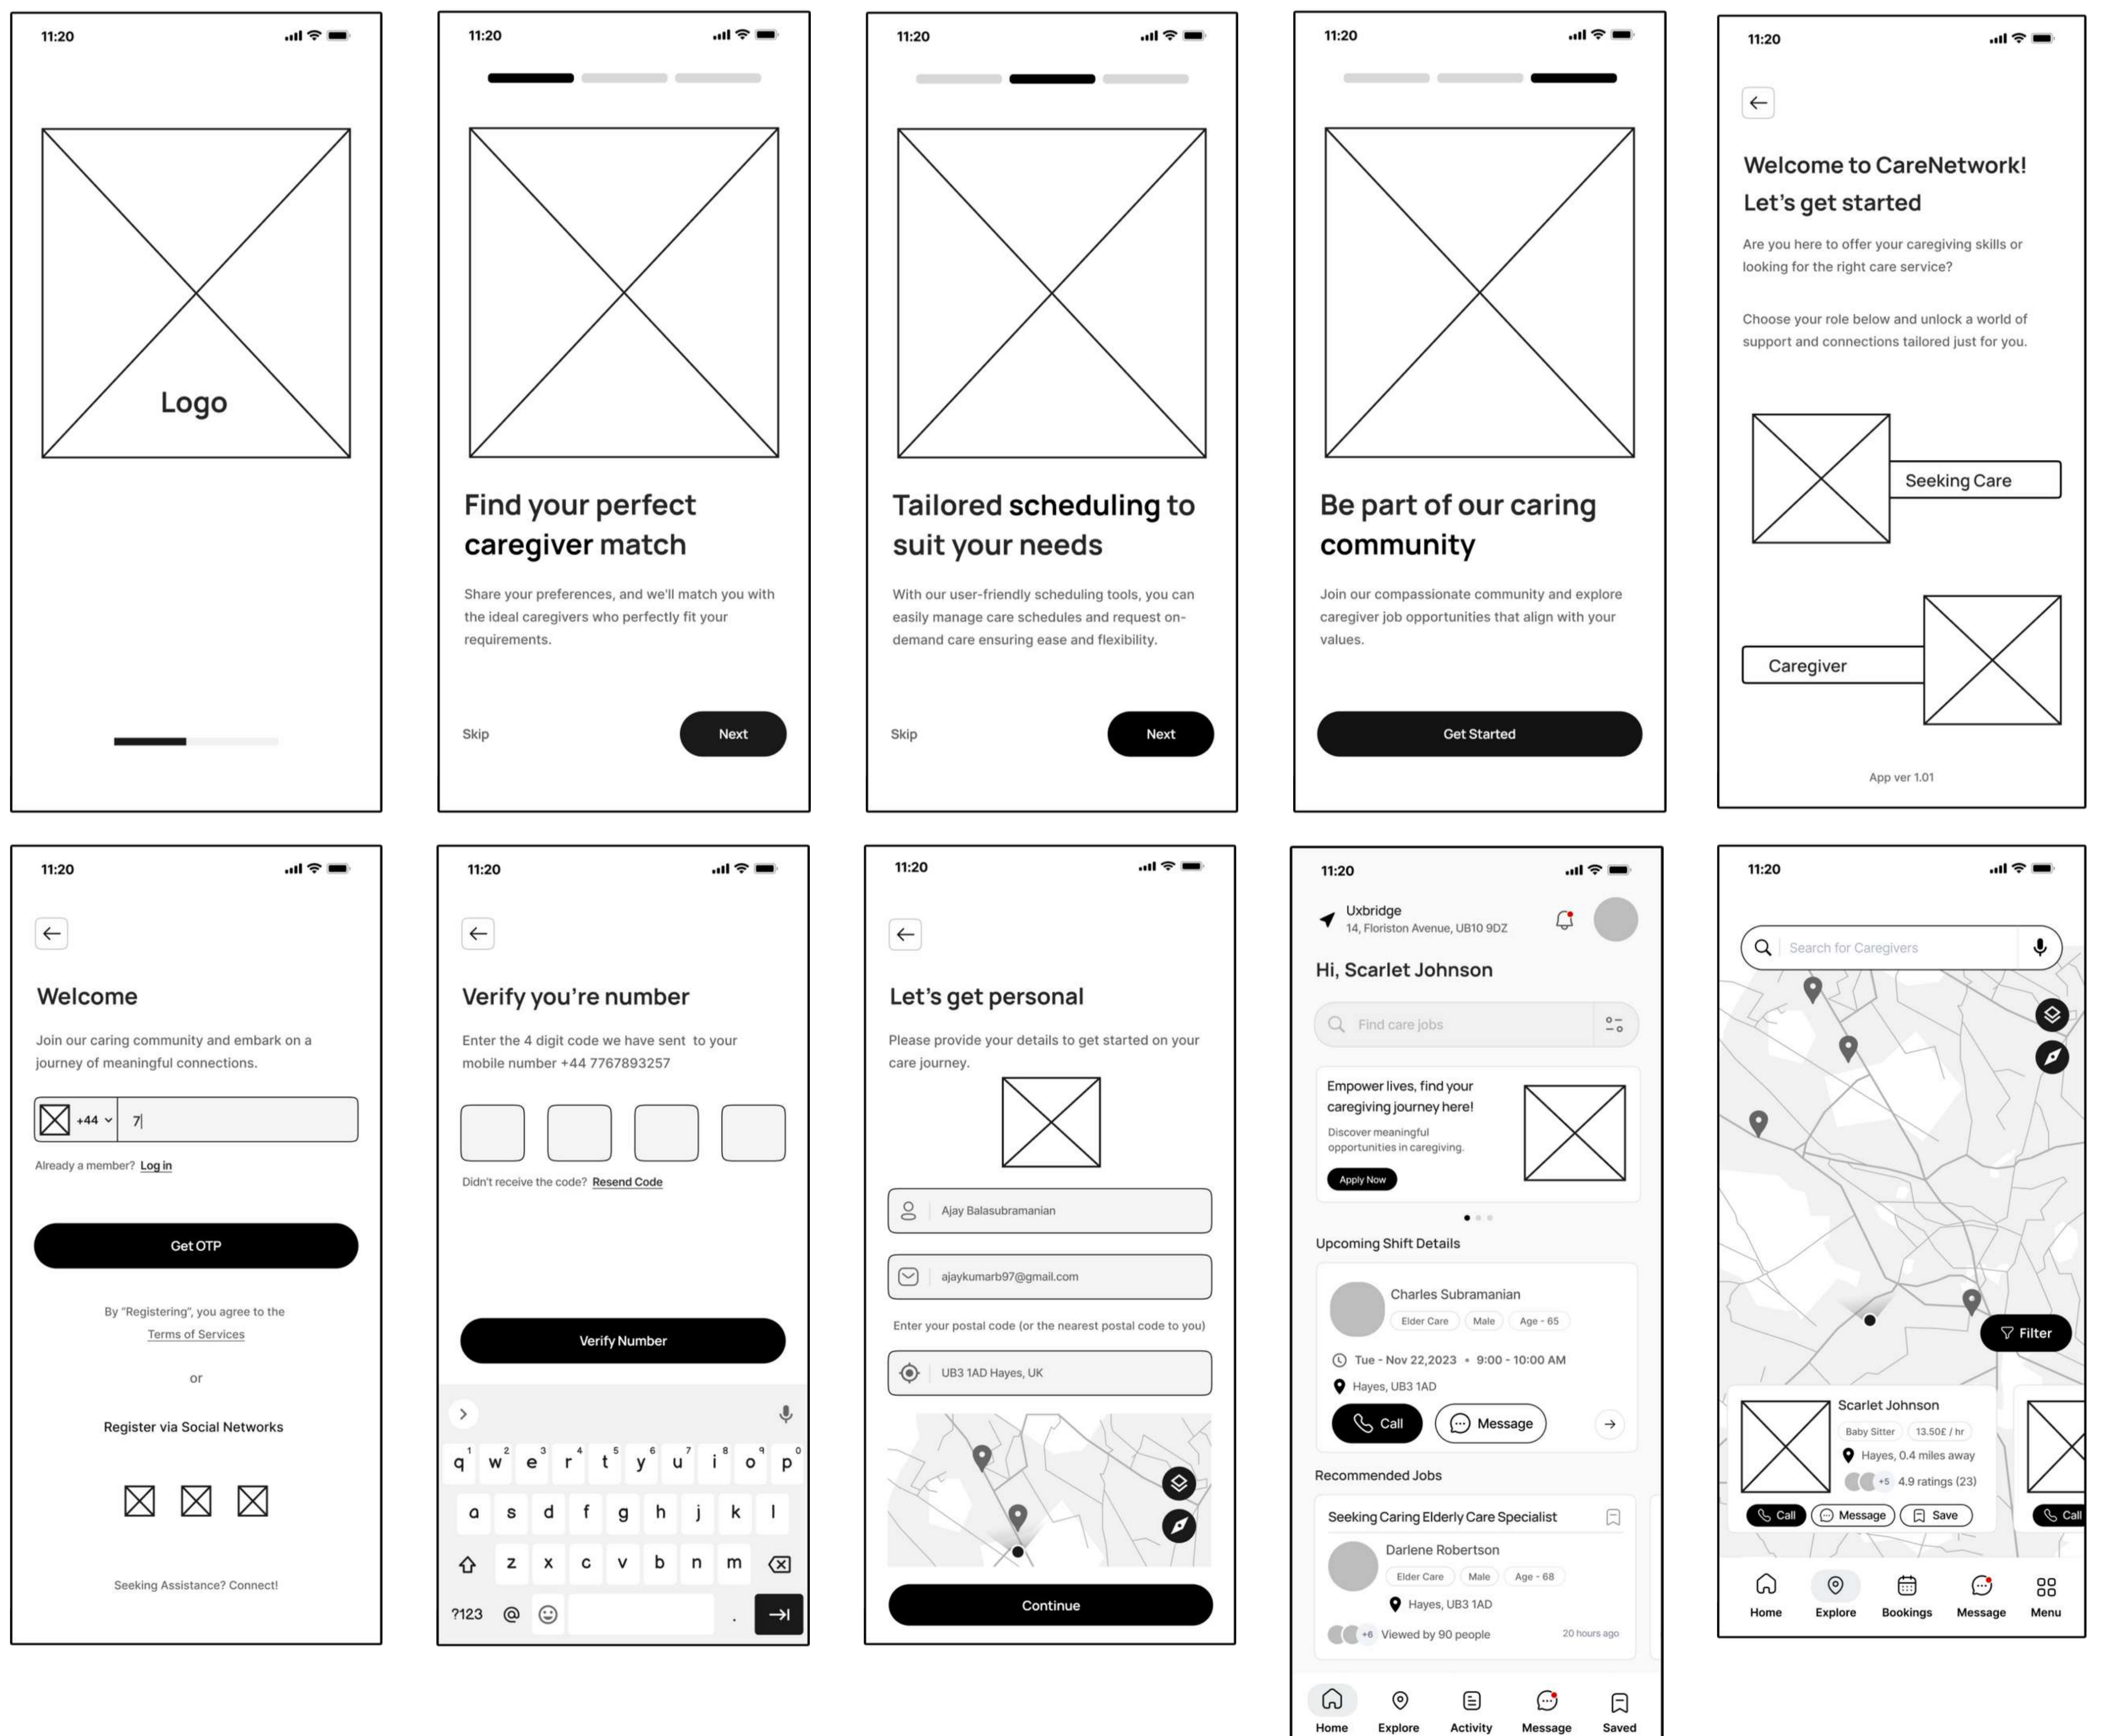 11:20
Logo
11:20
Find your perfect
caregiver match
Share your preferences, and we'll match you with
the ideal caregivers who perfectly fit your
requirements.
Skip
Next
11:20
Tailored scheduling to
suit your needs
With our user-friendly scheduling tools, you can
easily manage care schedules and request on-
demand care ensuring ease and flexibility.
Skip
Next
11:20
Be part of our caring
community
Join our compassionate community and explore
caregiver job opportunities that align with your
values.
Get Started
11:20
Welcome to CareNetwork!
Let's get started
Are you here to offer your caregiving skills or
looking for the right care service?
Choose your role below and unlock a world of
support and connections tailored just for you.
Seeking Care
Caregiver
App ver 1.01
11:20
Welcome
Join our caring community and embark on a
journey of meaningful connections.
+44 7
Already a member? Log in
Get OTP
By "Registering", you agree to the
Terms of Services
or
Register via Social Networks
Seeking Assistance? Connect!
11:20
Verify you're number
Enter the 4 digit code we have sent to your
mobile number +44 7767893257
Didn't receive the code? Resend Code
Verify Number
q 1 w 2 e 3 r 4 t 5 y 6 u 7 i 8 o 9 p 0
a s d f g h j k l
z x c v b n m
?123 @ .
11:20
Let's get personal
Please provide your details to get started on your
care journey.
Ajay Balasubramanian
ajaykumarb97@gmail.com
Enter your postal code (or the nearest postal code to you)
UB3 1AD Hayes, UK
Continue
11:20
Uxbridge
14, Floriston Avenue, UB10 9DZ
Hi, Scarlet Johnson
Find care jobs
Empower lives, find your
caregiving journey here!
Discover meaningful
opportunities in caregiving.
Apply Now
Upcoming Shift Details
Charles Subramanian
Elder Care Male Age - 65
Tue - Nov 22,2023 • 9:00 - 10:00 AM
Hayes, UB3 1AD
Call Message
Recommended Jobs
Seeking Caring Elderly Care Specialist
Darlene Robertson
Elder Care Male Age - 68
Hayes, UB3 1AD
+6 Viewed by 90 people 20 hours ago
Home Explore Activity Message Saved
11:20
Search for Caregivers
Filter
Scarlet Johnson
Baby Sitter 13.50£ / hr
Hayes, 0.4 miles away
+5 4.9 ratings (23)
Call Message Save Call
Home Explore Bookings Message Menu